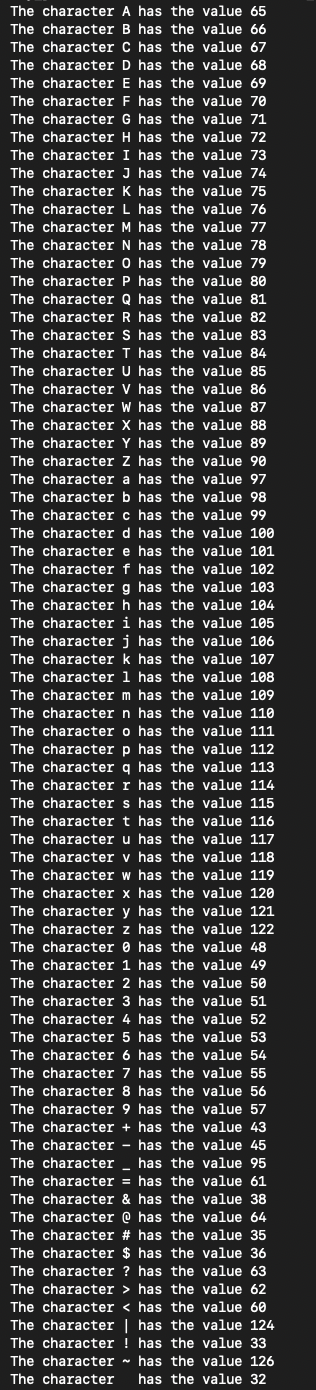 The character A has the value 65
The character B has the value 66
The character C has the value 67
The character D has the value 68
The character E has the value 69
The character F has the value 70
The character G has the value 71
The character H has the value 72
The character I has the value 73
The character J has the value 74
The character K has the value 75
The character L has the value 76
The character M has the value 77
The character N has the value 78
The character O has the value 79
The character P has the value 80
The character Q has the value 81
The character R has the value 82
The character S has the value 83
The character T has the value 84
The character U has the value 85
The character V has the value 86
The character W has the value 87
The character X has the value 88
The character Y has the value 89
The character Z has the value 90
The character a has the value 97
The character b has the value 98
The character c has the value 99
The character d has the value 100
The character e has the value 101
The character f has the value 102
The character g has the value 103
The character h has the value 104
The character i has the value 105
The character j has the value 106
The character k has the value 107
The character l has the value 108
The character m has the value 109
The character n has the value 110
The character o has the value 111
The character p has the value 112
The character q has the value 113
The character r has the value 114
The character s has the value 115
The character t has the value 116
The character u has the value 117
The character v has the value 118
The character w has the value 119
The character x has the value 120
The character y has the value 121
The character z has the value 122
The character 0 has the value 48
The character 1 has the value 49
The character 2 has the value 50
The character 3 has the value 51
The character 4 has the value 52
The character 5 has the value 53
The character 6 has the value 54
The character 7 has the value 55
The character 8 has the value 56
The character 9 has the value 57
The character + has the value 43
The character - has the value 45
The character _ has the value 95
The character = has the value 61
The character & has the value 38
The character @ has the value 64
The character # has the value 35
The character $ has the value 36
The character ? has the value 63
The character > has the value 62
The character < has the value 60
The character | has the value 124
The character ! has the value 33
The character ~ has the value 126
The character   has the value 32